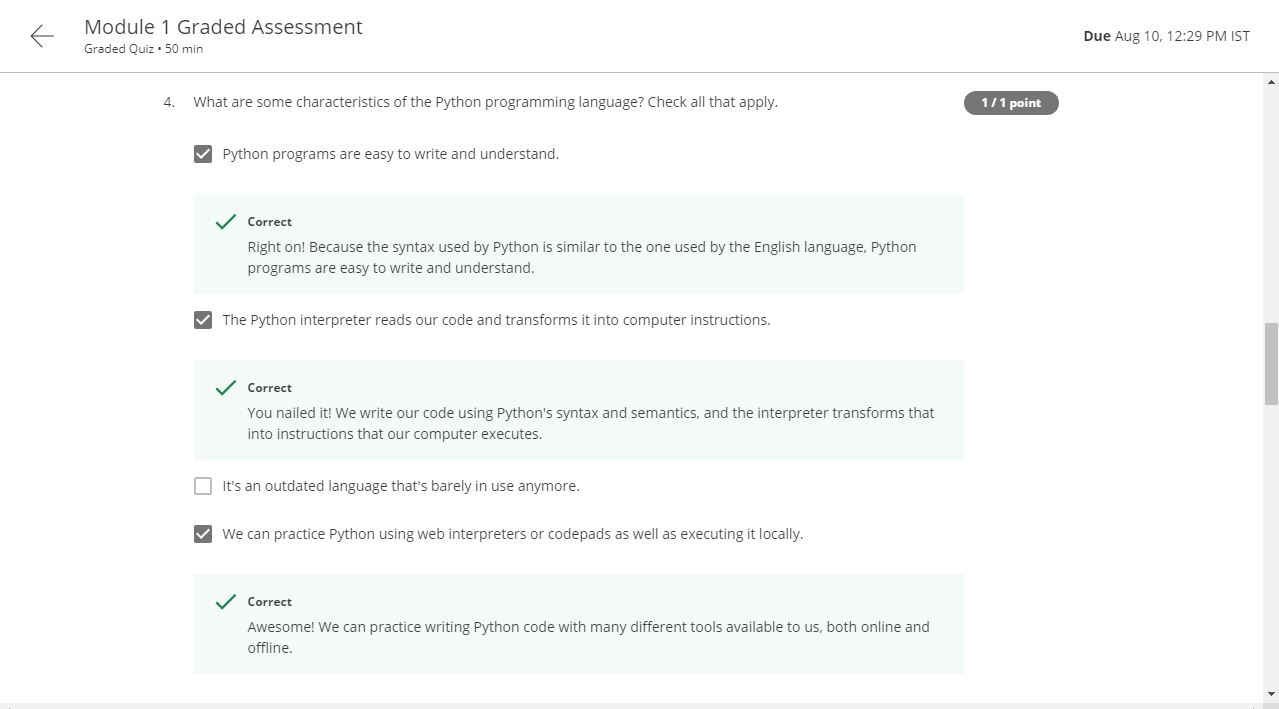 Module 1 Graded Assessment
Graded Quiz • 50 min
Due Aug 10, 12:29 PM IST
4. What are some characteristics of the Python programming language? Check all that apply.
1 / 1 point
Python programs are easy to write and understand.
Correct
Right on! Because the syntax used by Python is similar to the one used by the English language, Python
programs are easy to write and understand.
The Python interpreter reads our code and transforms it into computer instructions.
Correct
You nailed it! We write our code using Python's syntax and semantics, and the interpreter transforms that
into instructions that our computer executes.
It's an outdated language that's barely in use anymore.
We can practice Python using web interpreters or codepads as well as executing it locally.
Correct
Awesome! We can practice writing Python code with many different tools available to us, both online and
offline.